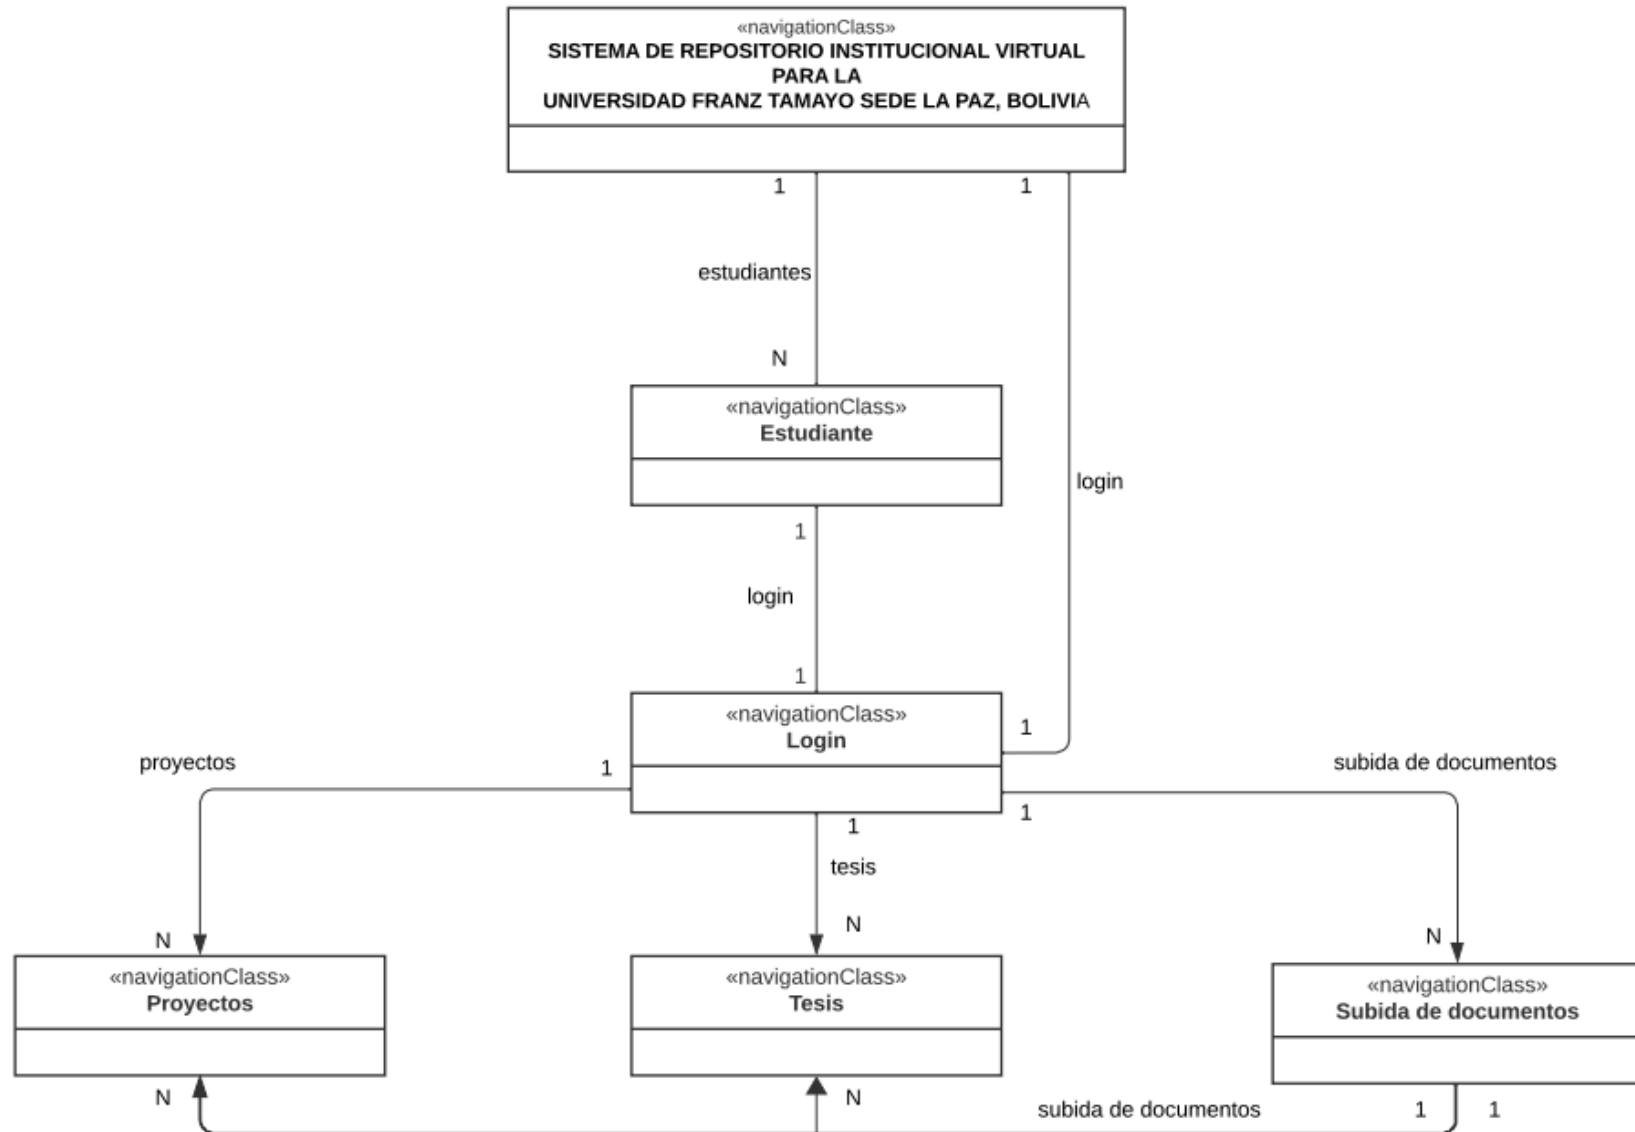 «navigationClass»
SISTEMA DE REPOSITORIO INSTITUCIONAL VIRTUAL
PARA LA
UNIVERSIDAD FRANZ TAMAYO SEDE LA PAZ, BOLIVIA
1
1
estudiantes
N
«navigationClass»
Estudiante
login
1
login
1
«navigationClass»
Login
1
proyectos
1
subida de documentos
1
1
tesis
N
N
N
«navigationClass»
Proyectos
«navigationClass»
Tesis
«navigationClass»
Subida de documentos
N
N
subida de documentos
1
1